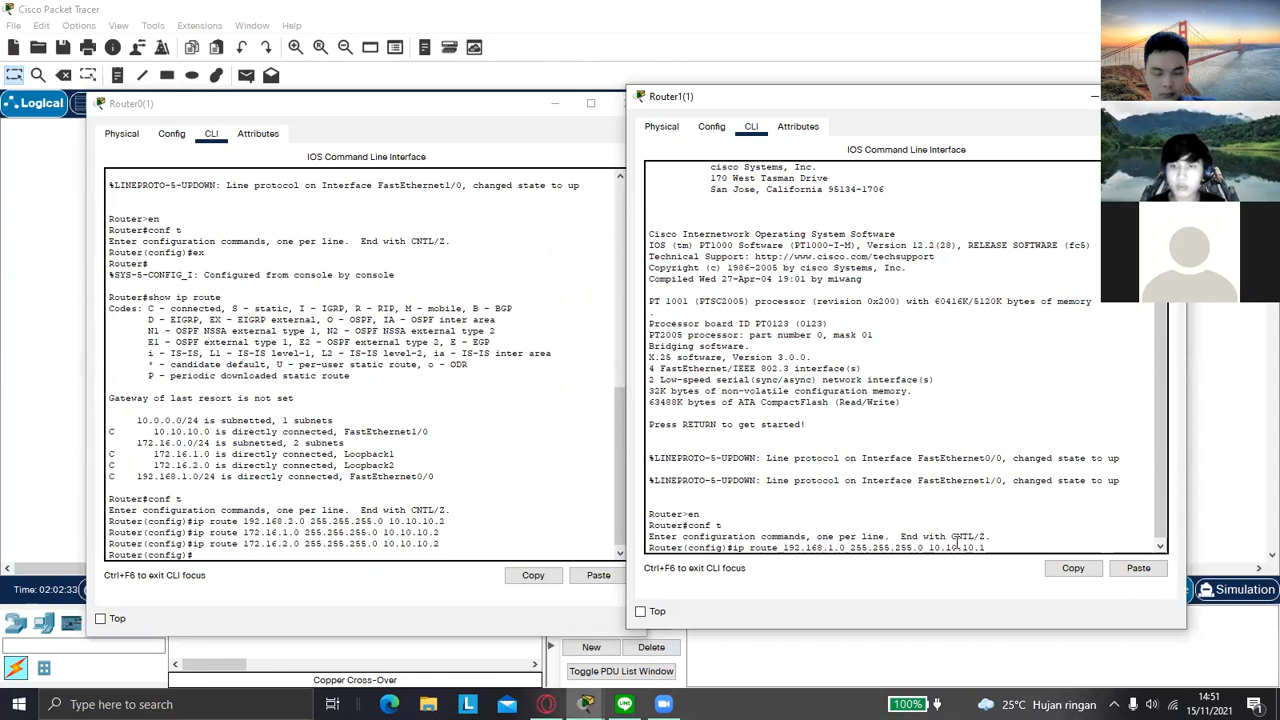 Cisco Packet Tracer
File Edit Options View Tools Extensions Window Help
Logical
Router0(1)
Physical Config CLI Attributes
IOS Command Line Interface
%LINEPROTO-5-UPDOWN: Line protocol on Interface FastEthernet1/0, changed state to up
Router>en
Router#conf t
Enter configuration commands, one per line.  End with CNTL/Z.
Router(config)#ex
Router#
%SYS-5-CONFIG_I: Configured from console by console
Router#show ip route
Codes: C - connected, S - static, I - IGRP, R - RIP, M - mobile, B - BGP
D - EIGRP, EX - EIGRP external, O - OSPF, IA - OSPF inter area
N1 - OSPF NSSA external type 1, N2 - OSPF NSSA external type 2
E1 - OSPF external type 1, E2 - OSPF external type 2, E - EGP
i - IS-IS, L1 - IS-IS level-1, L2 - IS-IS level-2, ia - IS-IS inter area
* - candidate default, U - per-user static route, o - ODR
P - periodic downloaded static route
Gateway of last resort is not set
10.0.0.0/24 is subnetted, 1 subnets
C 10.10.10.0 is directly connected, FastEthernet1/0
172.16.0.0/24 is subnetted, 2 subnets
C 172.16.1.0 is directly connected, Loopback1
C 172.16.2.0 is directly connected, Loopback2
C 192.168.1.0/24 is directly connected, FastEthernet0/0
Router#conf t
Enter configuration commands, one per line.  End with CNTL/Z.
Router(config)#ip route 192.168.2.0 255.255.255.0 10.10.10.2
Router(config)#ip route 172.16.1.0 255.255.255.0 10.10.10.2
Router(config)#ip route 172.16.2.0 255.255.255.0 10.10.10.2
Router(config)#
Ctrl+F6 to exit CLI focus
Copy Paste
Top
Router1(1)
Physical Config CLI Attributes
IOS Command Line Interface
cisco Systems, Inc.
170 West Tasman Drive
San Jose, California 95134-1706
Cisco Internetwork Operating System Software
IOS (tm) PT1000 Software (PT1000-I-M), Version 12.2(28), RELEASE SOFTWARE (fc5)
Technical Support: http://www.cisco.com/techsupport
Copyright (c) 1986-2005 by cisco Systems, Inc.
Compiled Wed 27-Apr-04 19:01 by miwang
PT 1001 (PTSC2005) processor (revision 0x200) with 60416K/5120K bytes of memory
.
Processor board ID PT0123 (0123)
PT2005 processor: part number 0, mask 01
Bridging software.
X.25 software, Version 3.0.0.
4 FastEthernet/IEEE 802.3 interface(s)
2 Low-speed serial(sync/async) network interface(s)
32K bytes of non-volatile configuration memory.
63488K bytes of ATA CompactFlash (Read/Write)
Press RETURN to get started!
%LINEPROTO-5-UPDOWN: Line protocol on Interface FastEthernet0/0, changed state to up
%LINEPROTO-5-UPDOWN: Line protocol on Interface FastEthernet1/0, changed state to up
Router>en
Router#conf t
Enter configuration commands, one per line.  End with CNTL/Z.
Router(config)#ip route 192.168.1.0 255.255.255.0 10.10.10.1
Ctrl+F6 to exit CLI focus
Copy Paste
Top
Time: 02:02:33
Simulation
New Delete
Toggle PDU List Window
Copper Cross-Over
Type here to search
100%
25°C Hujan ringan
14:51
15/11/2021